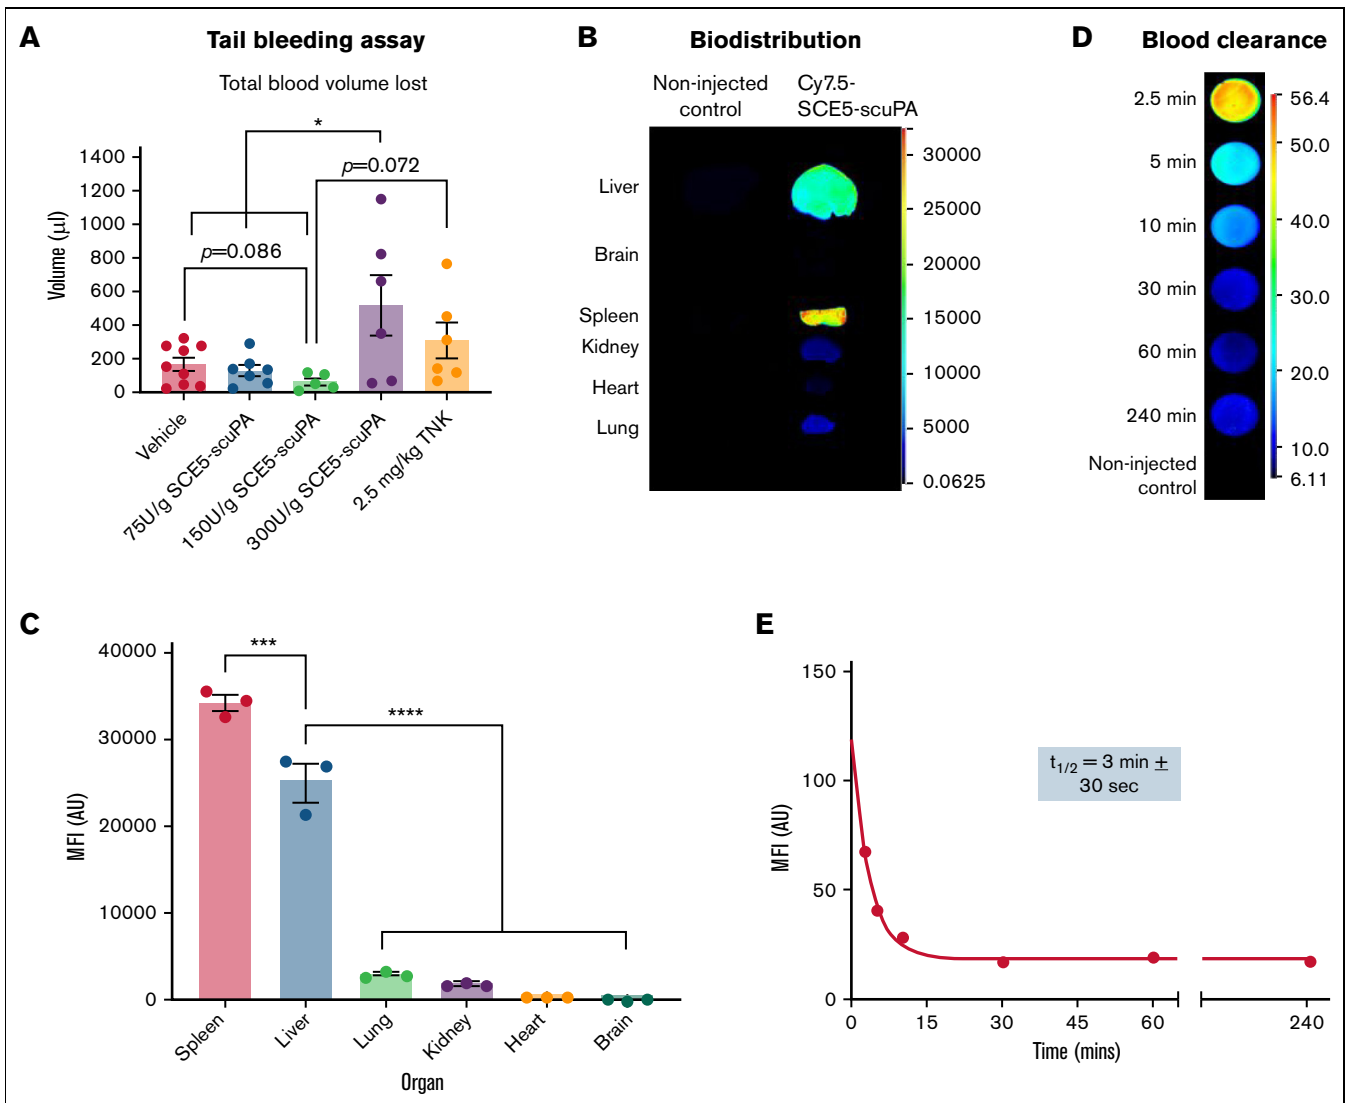 A
Tail bleeding assay
Total blood volume lost
*
p=0.072
p=0.086
1400
1200
1000
800
600
400
200
0
Volume (µl)
Vehicle
75U/g SCE5-scuPA
150U/g SCE5-scuPA
300U/g SCE5-scuPA
2.5 mg/kg TNK
B
Biodistribution
Non-injected
control
Cy7.5-
SCE5-scuPA
Liver
Brain
Spleen
Kidney
Heart
Lung
30000
25000
20000
15000
10000
5000
0.0625
D
Blood clearance
2.5 min
5 min
10 min
30 min
60 min
240 min
Non-injected
control
56.4
50.0
40.0
30.0
20.0
10.0
6.11
C
***
****
40000
30000
20000
10000
0
MFI (AU)
Spleen
Liver
Lung
Kidney
Heart
Brain
Organ
E
150
100
50
0
MFI (AU)
t1/2 = 3 min ±
30 sec
0
15
30
45
60
240
Time (mins)